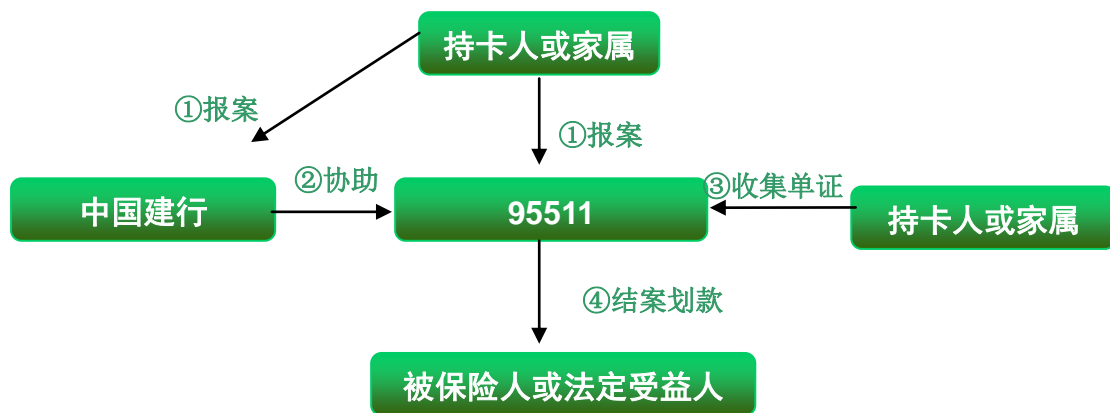 持卡人或家属
①报案
①报案
②协助
③收集单证
中国建行
95511
持卡人或家属
④结案划款
被保险人或法定受益人